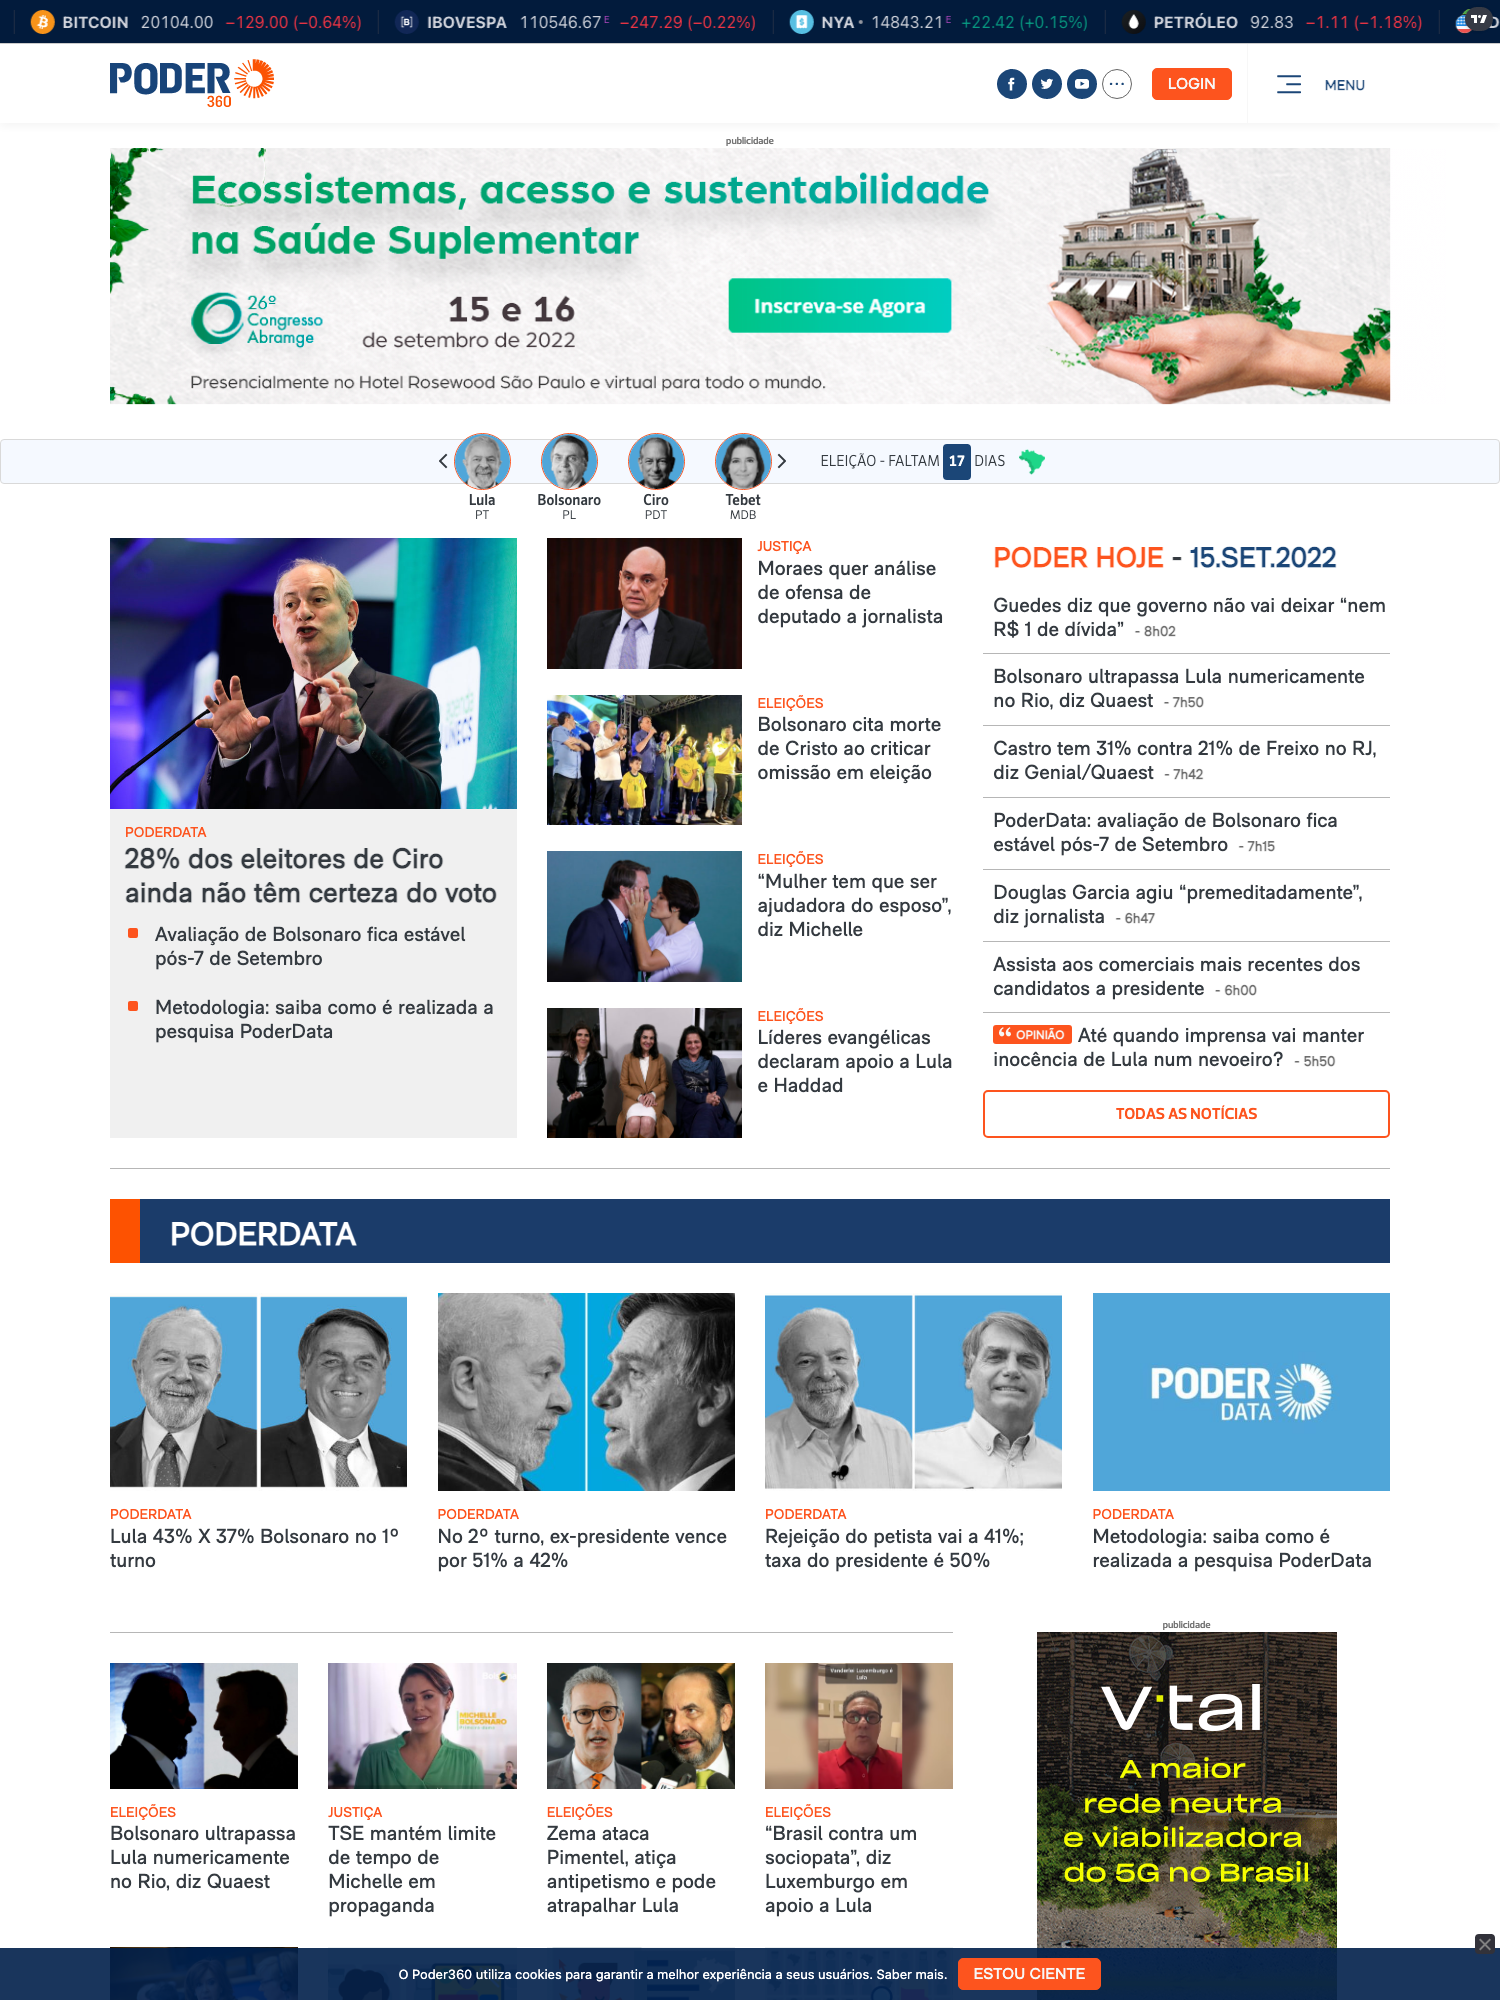 BITCOIN 20104.00 −129.00 (−0.64%)
IBOVESPA 110546.67 E −247.29 (−0.22%)
NYA 14843.21 E +22.42 (+0.15%)
PETRÓLEO 92.83 −1.11 (−1.18%)
PODER
360
LOGIN
MENU
publicidade
Ecossistemas, acesso e sustentabilidade
na Saúde Suplementar
26º
Congresso
Abramge
15 e 16
de setembro de 2022
Inscreva-se Agora
Presencialmente no Hotel Rosewood São Paulo e virtual para todo o mundo.
Lula
PT
Bolsonaro
PL
Ciro
PDT
Tebet
MDB
ELEIÇÃO - FALTAM 17 DIAS
PODERDATA
28% dos eleitores de Ciro
ainda não têm certeza do voto
Avaliação de Bolsonaro fica estável
pós-7 de Setembro
Metodologia: saiba como é realizada a
pesquisa PoderData
JUSTIÇA
Moraes quer análise
de ofensa de
deputado a jornalista
ELEIÇÕES
Bolsonaro cita morte
de Cristo ao criticar
omissão em eleição
ELEIÇÕES
“Mulher tem que ser
ajudadora do esposo”,
diz Michelle
ELEIÇÕES
Líderes evangélicas
declaram apoio a Lula
e Haddad
PODER HOJE - 15.SET.2022
Guedes diz que governo não vai deixar “nem
R$ 1 de dívida” - 8h02
Bolsonaro ultrapassa Lula numericamente
no Rio, diz Quaest - 7h50
Castro tem 31% contra 21% de Freixo no RJ,
diz Genial/Quaest - 7h42
PoderData: avaliação de Bolsonaro fica
estável pós-7 de Setembro - 7h15
Douglas Garcia agiu “premeditadamente”,
diz jornalista - 6h47
Assista aos comerciais mais recentes dos
candidatos a presidente - 6h00
OPINIÃO Até quando imprensa vai manter
inocência de Lula num nevoeiro? - 5h50
TODAS AS NOTÍCIAS
PODERDATA
PODER
DATA
PODERDATA
Lula 43% X 37% Bolsonaro no 1º
turno
PODERDATA
No 2º turno, ex-presidente vence
por 51% a 42%
PODERDATA
Rejeição do petista vai a 41%;
taxa do presidente é 50%
PODERDATA
Metodologia: saiba como é
realizada a pesquisa PoderData
MICHELLE
BOLSONARO
Vanderlei Luxemburgo é
Lula
ELEIÇÕES
Bolsonaro ultrapassa
Lula numericamente
no Rio, diz Quaest
JUSTIÇA
TSE mantém limite
de tempo de
Michelle em
propaganda
ELEIÇÕES
Zema ataca
Pimentel, atiça
antipetismo e pode
atrapalhar Lula
ELEIÇÕES
“Brasil contra um
sociopata”, diz
Luxemburgo em
apoio a Lula
publicidade
V.tal
A maior
rede neutra
e viabilizadora
do 5G no Brasil
O Poder360 utiliza cookies para garantir a melhor experiência a seus usuários. Saber mais.
ESTOU CIENTE